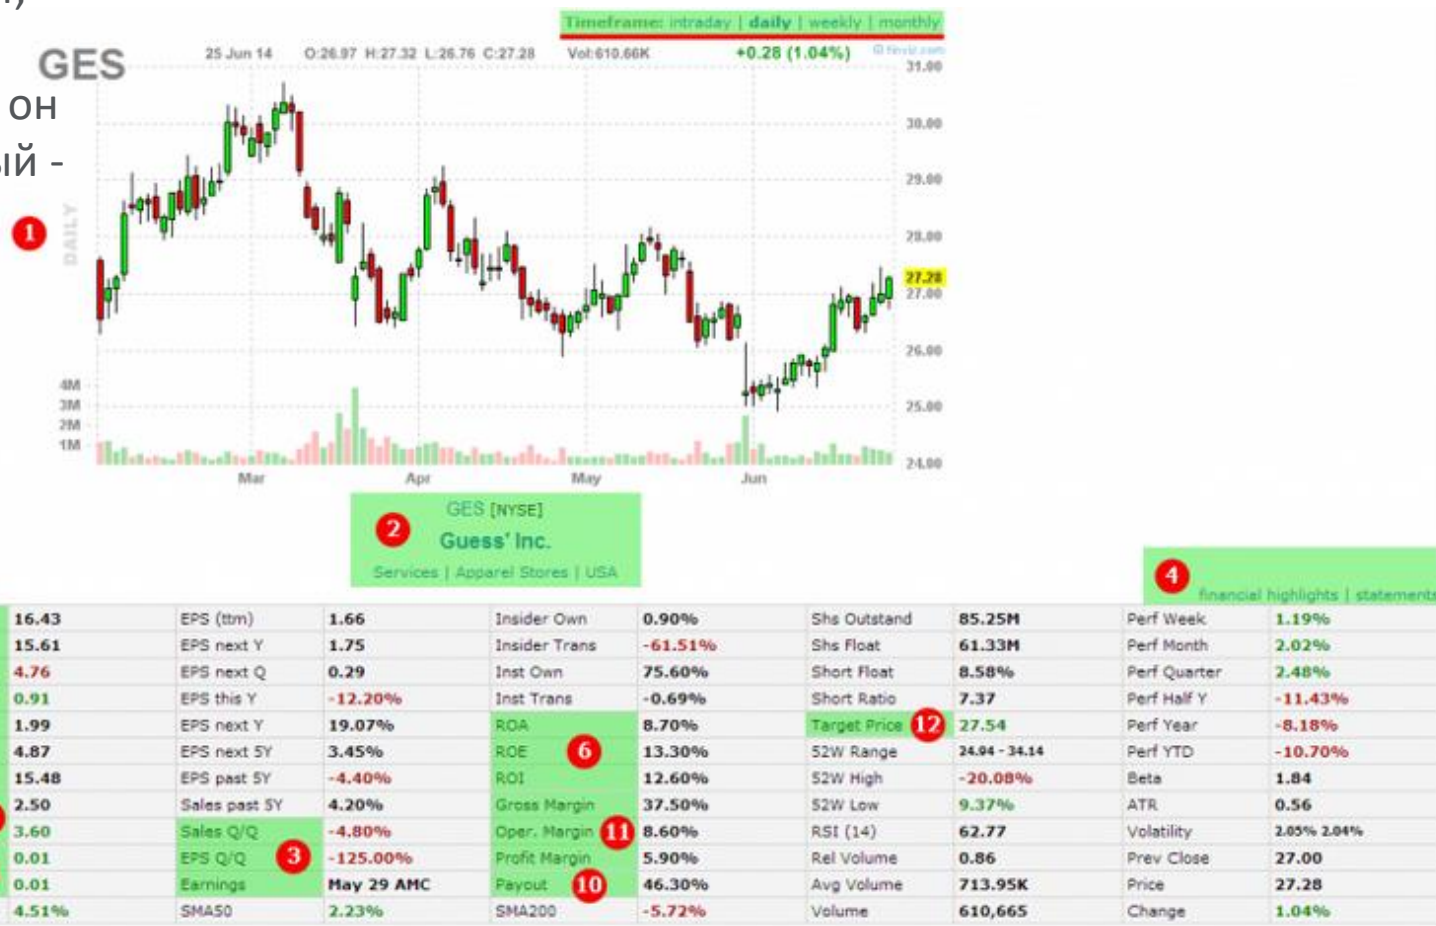 и,
Timeframe: intraday | daily | weekly | monthly
GES
25 Jun 14 O:26.97 H:27.32 L:26.76 C:27.28 Vol:610.66K +0.28 (1.04%) © finviz.com
31.00
он
30.00
ый -
29.00
1
DAILY
28.00
27.28
27.00
26.00
4M
3M
25.00
2M
1M
24.00
Mar Apr May Jun
GES [NYSE]
2
Guess' Inc.
Services | Apparel Stores | USA
4
financial highlights | statements
16.43 EPS (ttm) 1.66 Insider Own 0.90% Shs Outstand 85.25M Perf Week 1.19%
15.61 EPS next Y 1.75 Insider Trans -61.51% Shs Float 61.33M Perf Month 2.02%
4.76 EPS next Q 0.29 Inst Own 75.60% Short Float 8.58% Perf Quarter 2.48%
0.91 EPS this Y -12.20% Inst Trans -0.69% Short Ratio 7.37 Perf Half Y -11.43%
1.99 EPS next Y 19.07% ROA 8.70% Target Price 12 27.54 Perf Year -8.18%
4.87 EPS next 5Y 3.45% ROE 6 13.30% 52W Range 24.94 - 34.14 Perf YTD -10.70%
15.48 EPS past 5Y -4.40% ROI 12.60% 52W High -20.08% Beta 1.84
2.50 Sales past 5Y 4.20% Gross Margin 37.50% 52W Low 9.37% ATR 0.56
3.60 Sales Q/Q -4.80% Oper. Margin 11 8.60% RSI (14) 62.77 Volatility 2.05% 2.04%
0.01 EPS Q/Q 3 -125.00% Profit Margin 5.90% Rel Volume 0.86 Prev Close 27.00
0.01 Earnings May 29 AMC Payout 10 46.30% Avg Volume 713.95K Price 27.28
4.51% SMA50 2.23% SMA200 -5.72% Volume 610,665 Change 1.04%